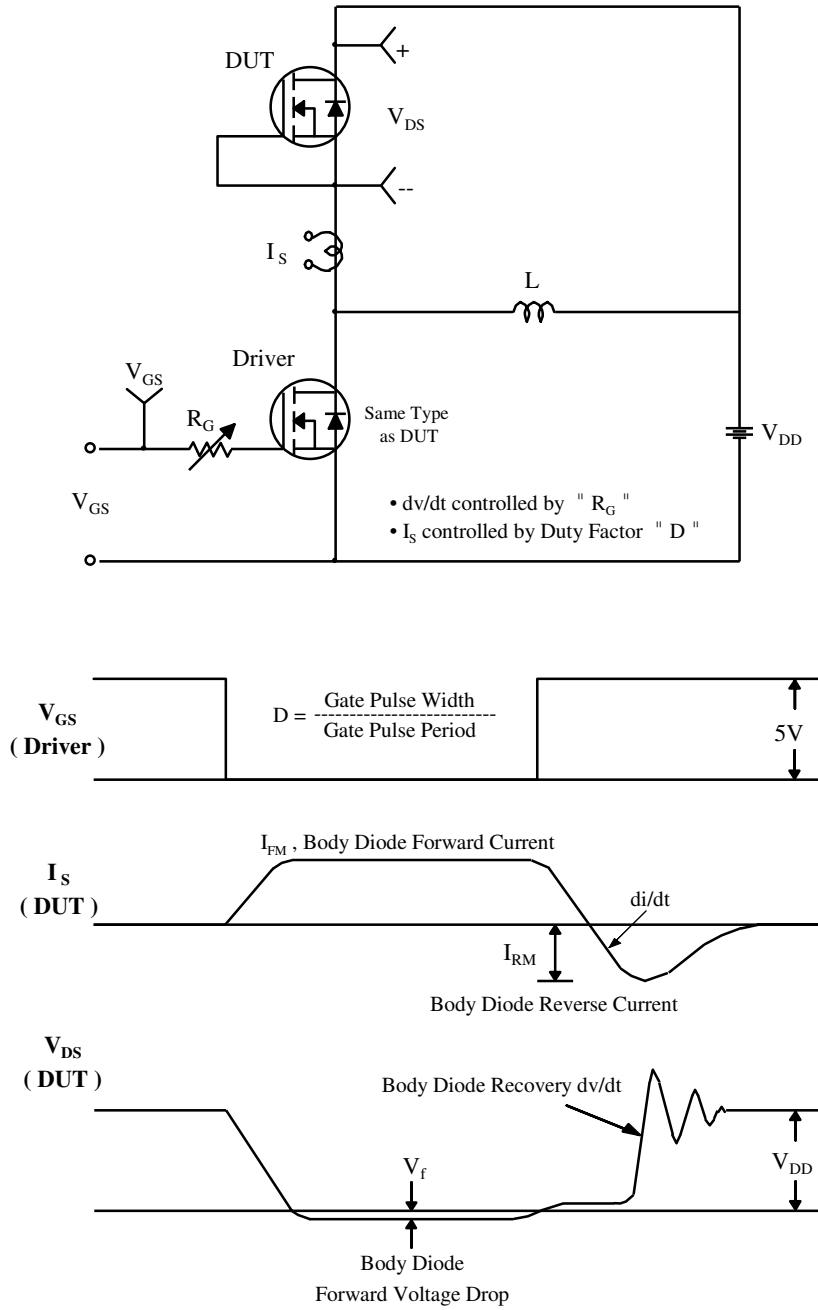 DUT
+
V_DS
--
I_S
L
Driver
V_GS
R_G
Same Type
as DUT
V_DD
V_GS
• dv/dt controlled by " R_G "
• I_S controlled by Duty Factor " D "
V_GS
( Driver )
D = Gate Pulse Width
--------------------------
Gate Pulse Period
5V
I_FM , Body Diode Forward Current
I_S
( DUT )
di/dt
I_RM
Body Diode Reverse Current
V_DS
( DUT )
Body Diode Recovery dv/dt
V_f
V_DD
Body Diode
Forward Voltage Drop